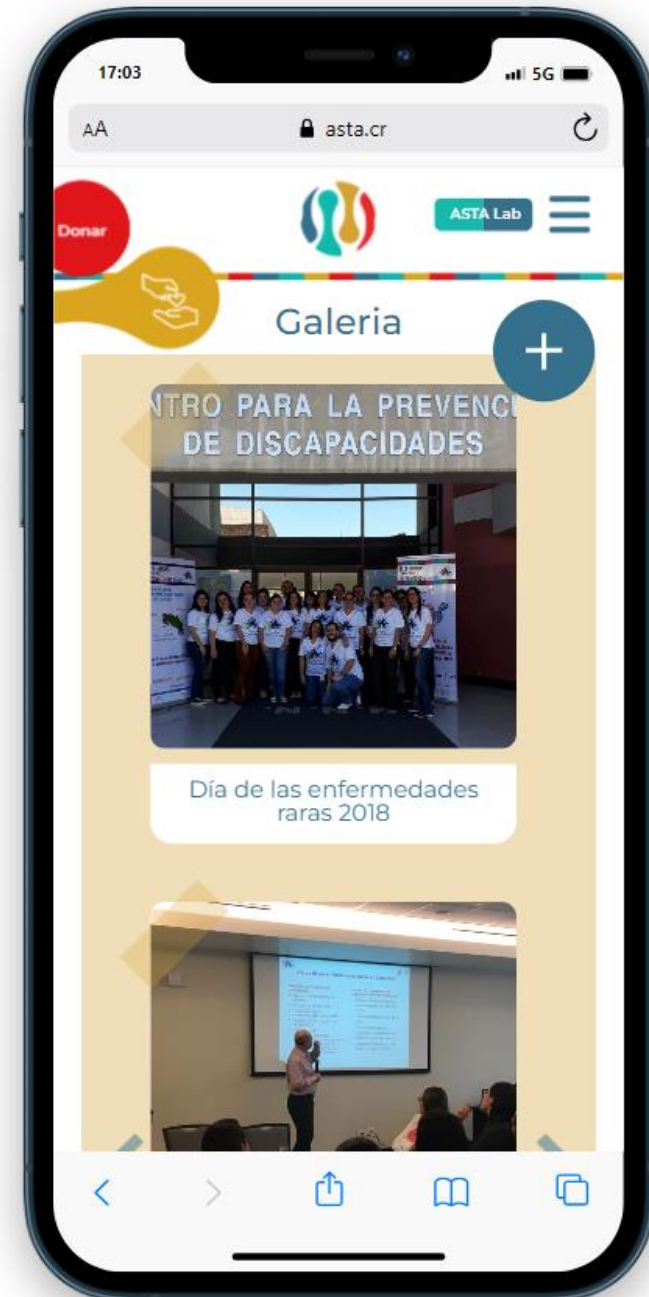 17:03
5G
AA
asta.cr
Donar
ASTA Lab
Galeria
NTRO PARA LA PREVENC
DE DISCAPACIDADES
Día de las enfermedades
raras 2018